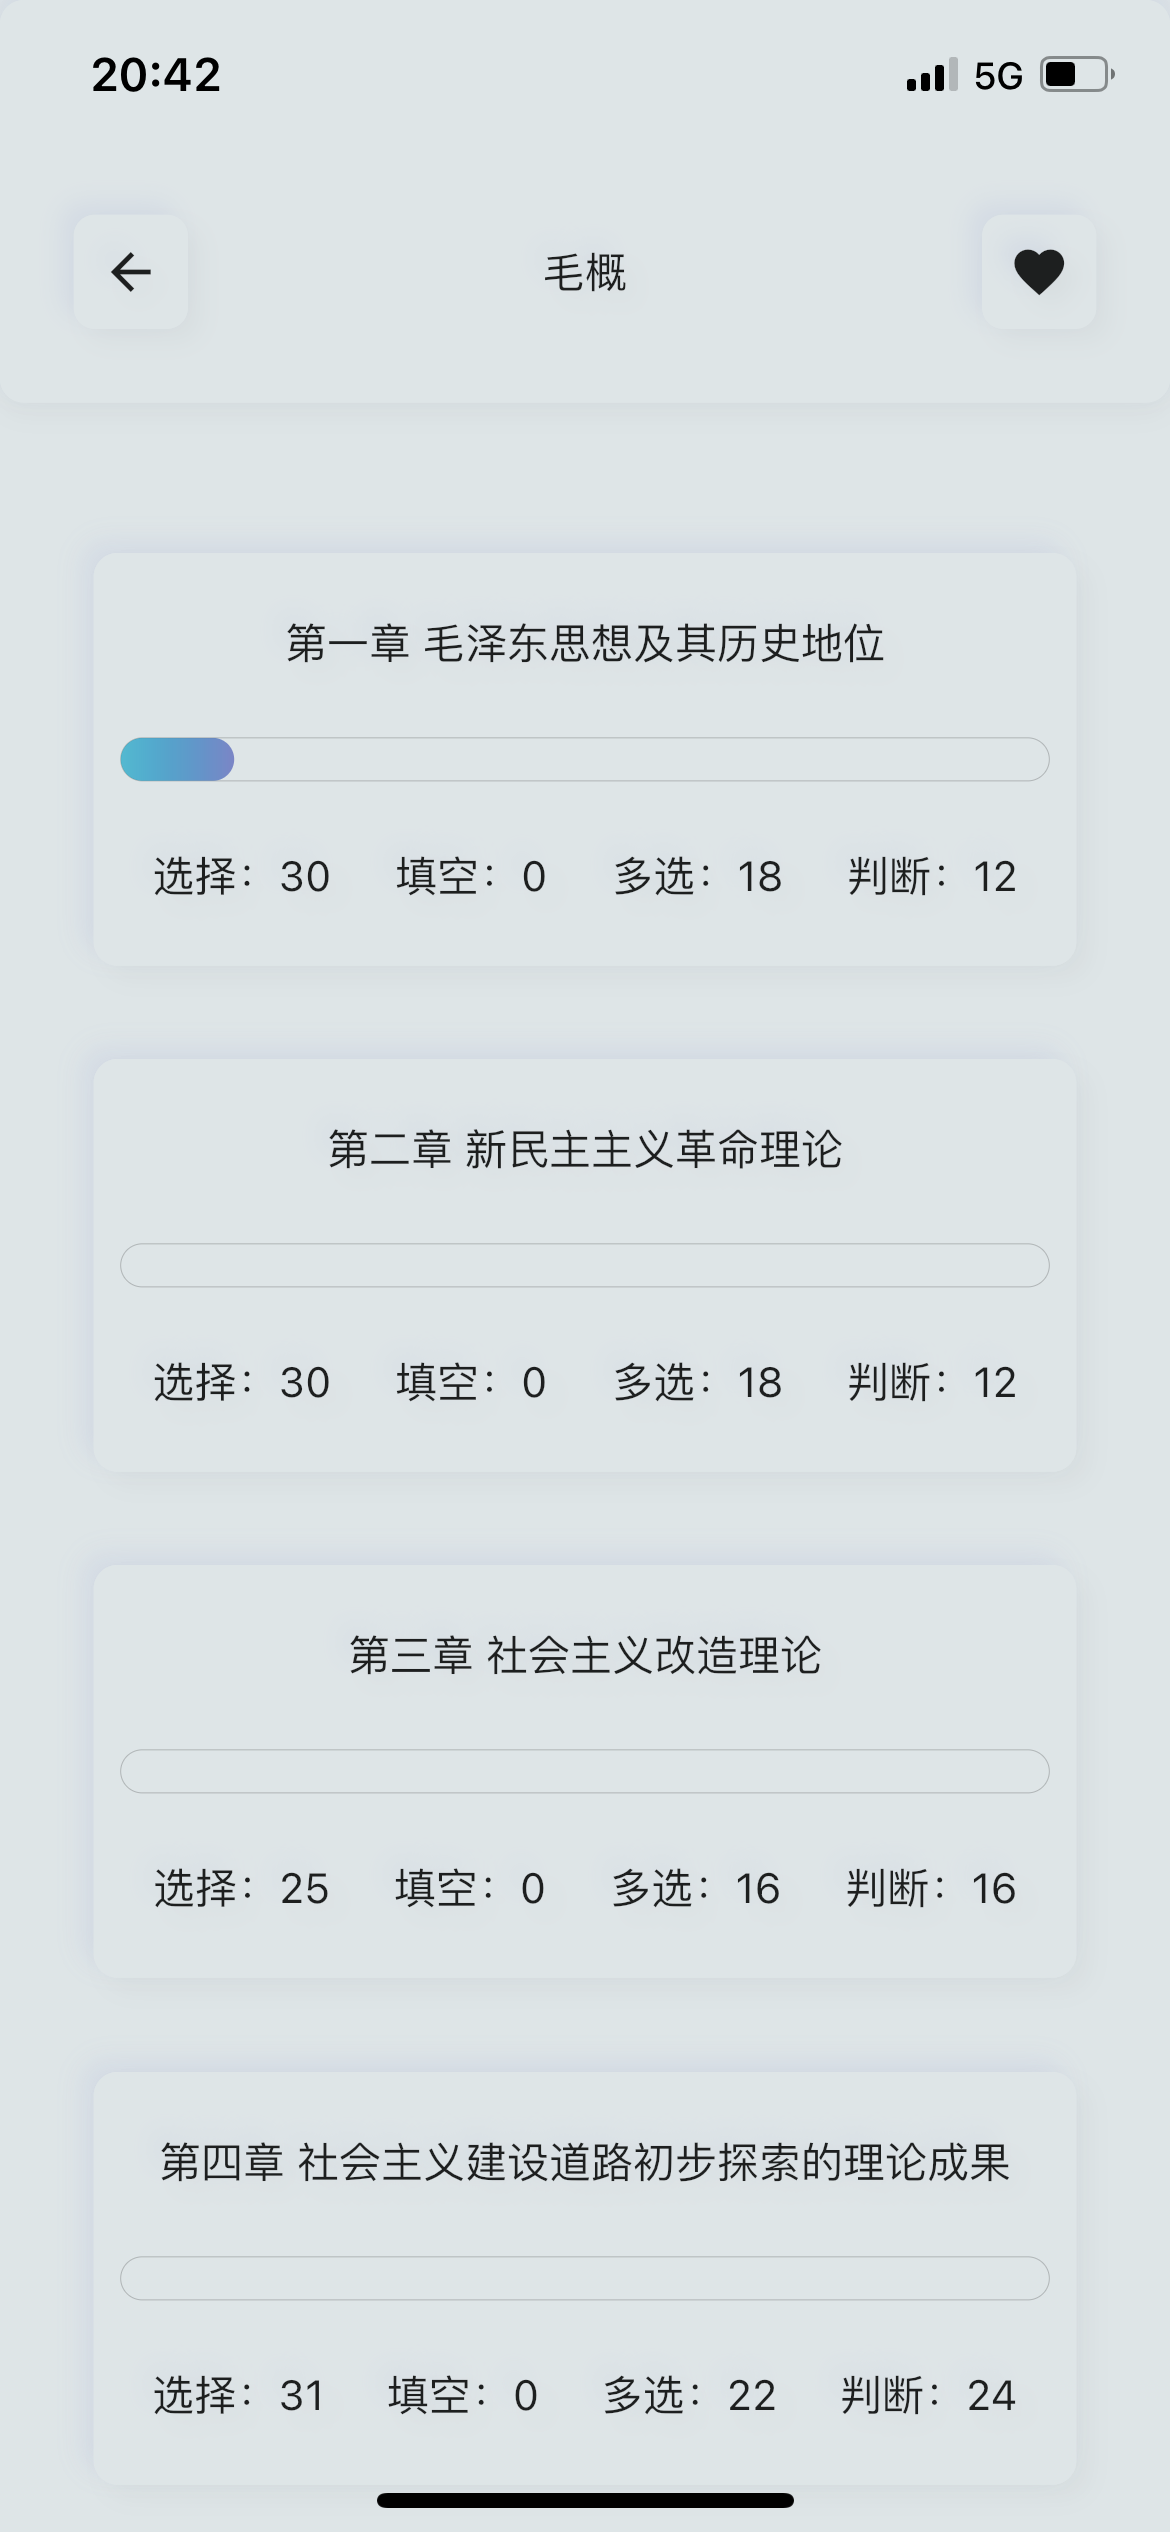 20:42 5G
毛概
第一章 毛泽东思想及其历史地位
选择：30 填空：0 多选：18 判断：12
第二章 新民主主义革命理论
选择：30 填空：0 多选：18 判断：12
第三章 社会主义改造理论
选择：25 填空：0 多选：16 判断：16
第四章 社会主义建设道路初步探索的理论成果
选择：31 填空：0 多选：22 判断：24